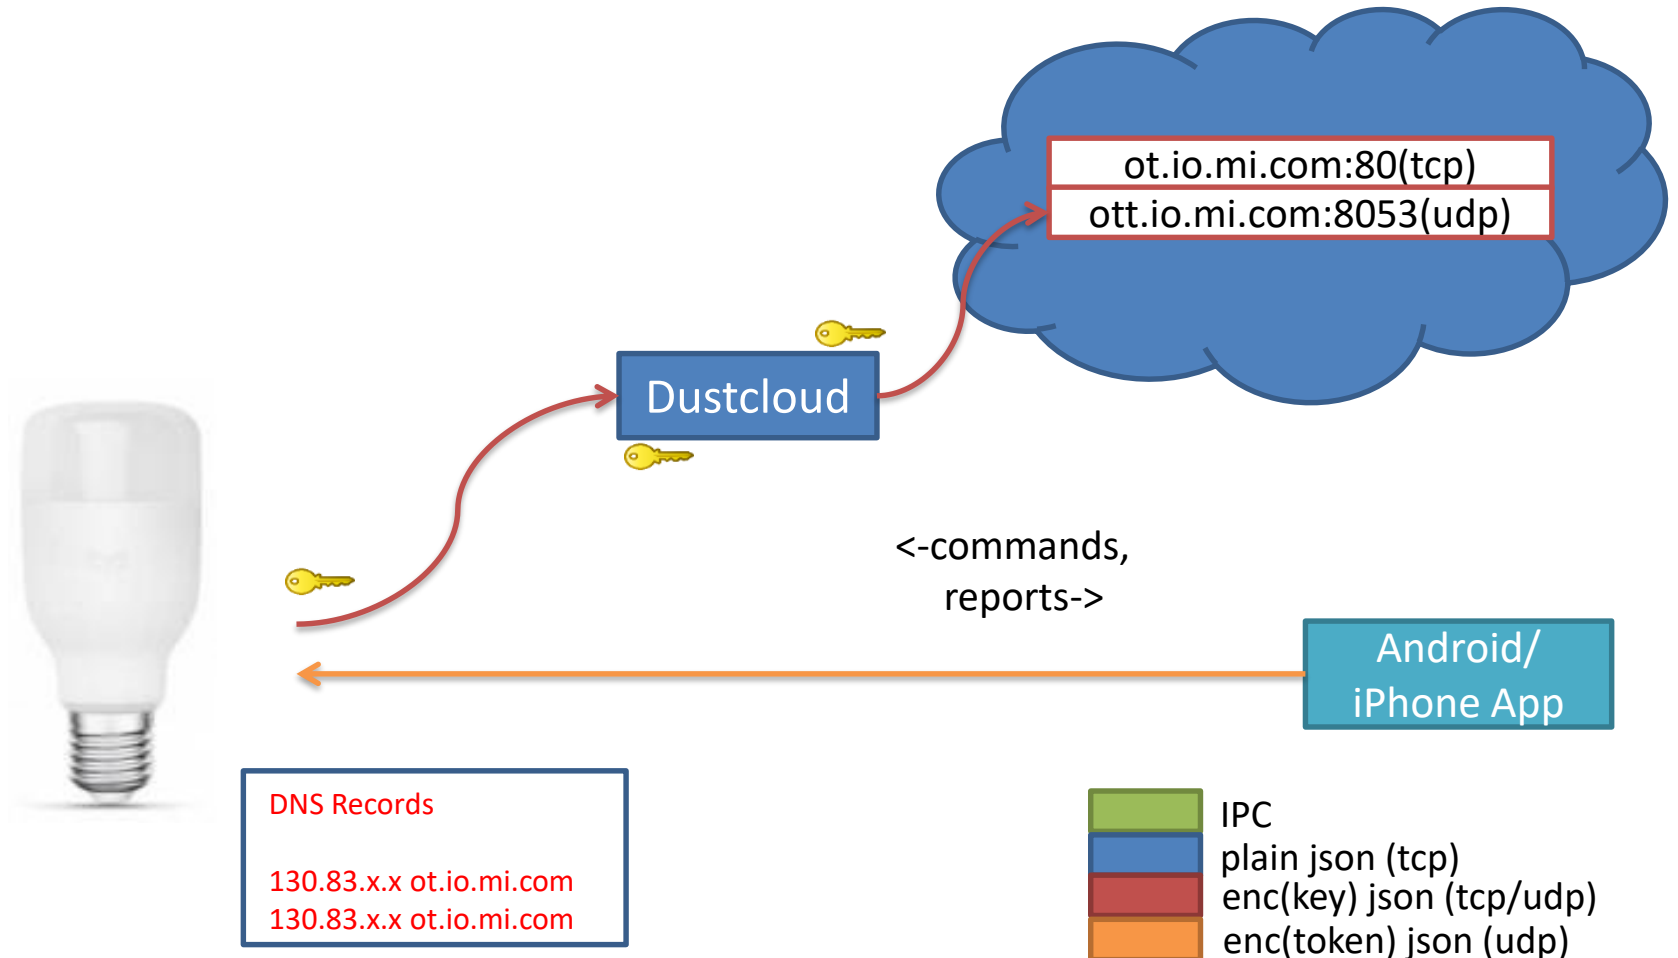 ot.io.mi.com:80(tcp)
ott.io.mi.com:8053(udp)
Dustcloud
<-commands,
reports->
Android/
iPhone App
DNS Records
130.83.x.x ot.io.mi.com
130.83.x.x ot.io.mi.com
IPC
plain json (tcp)
enc(key) json (tcp/udp)
enc(token) json (udp)